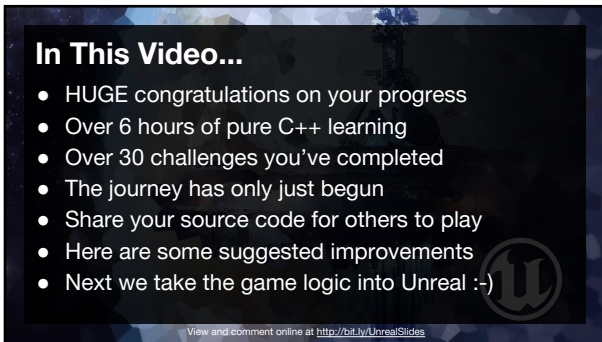 In This Video...
● HUGE congratulations on your progress
● Over 6 hours of pure C++ learning
● Over 30 challenges you've completed
● The journey has only just begun
● Share your source code for others to play
● Here are some suggested improvements
● Next we take the game logic into Unreal :-)
View and comment online at http://bit.ly/UnrealSlides